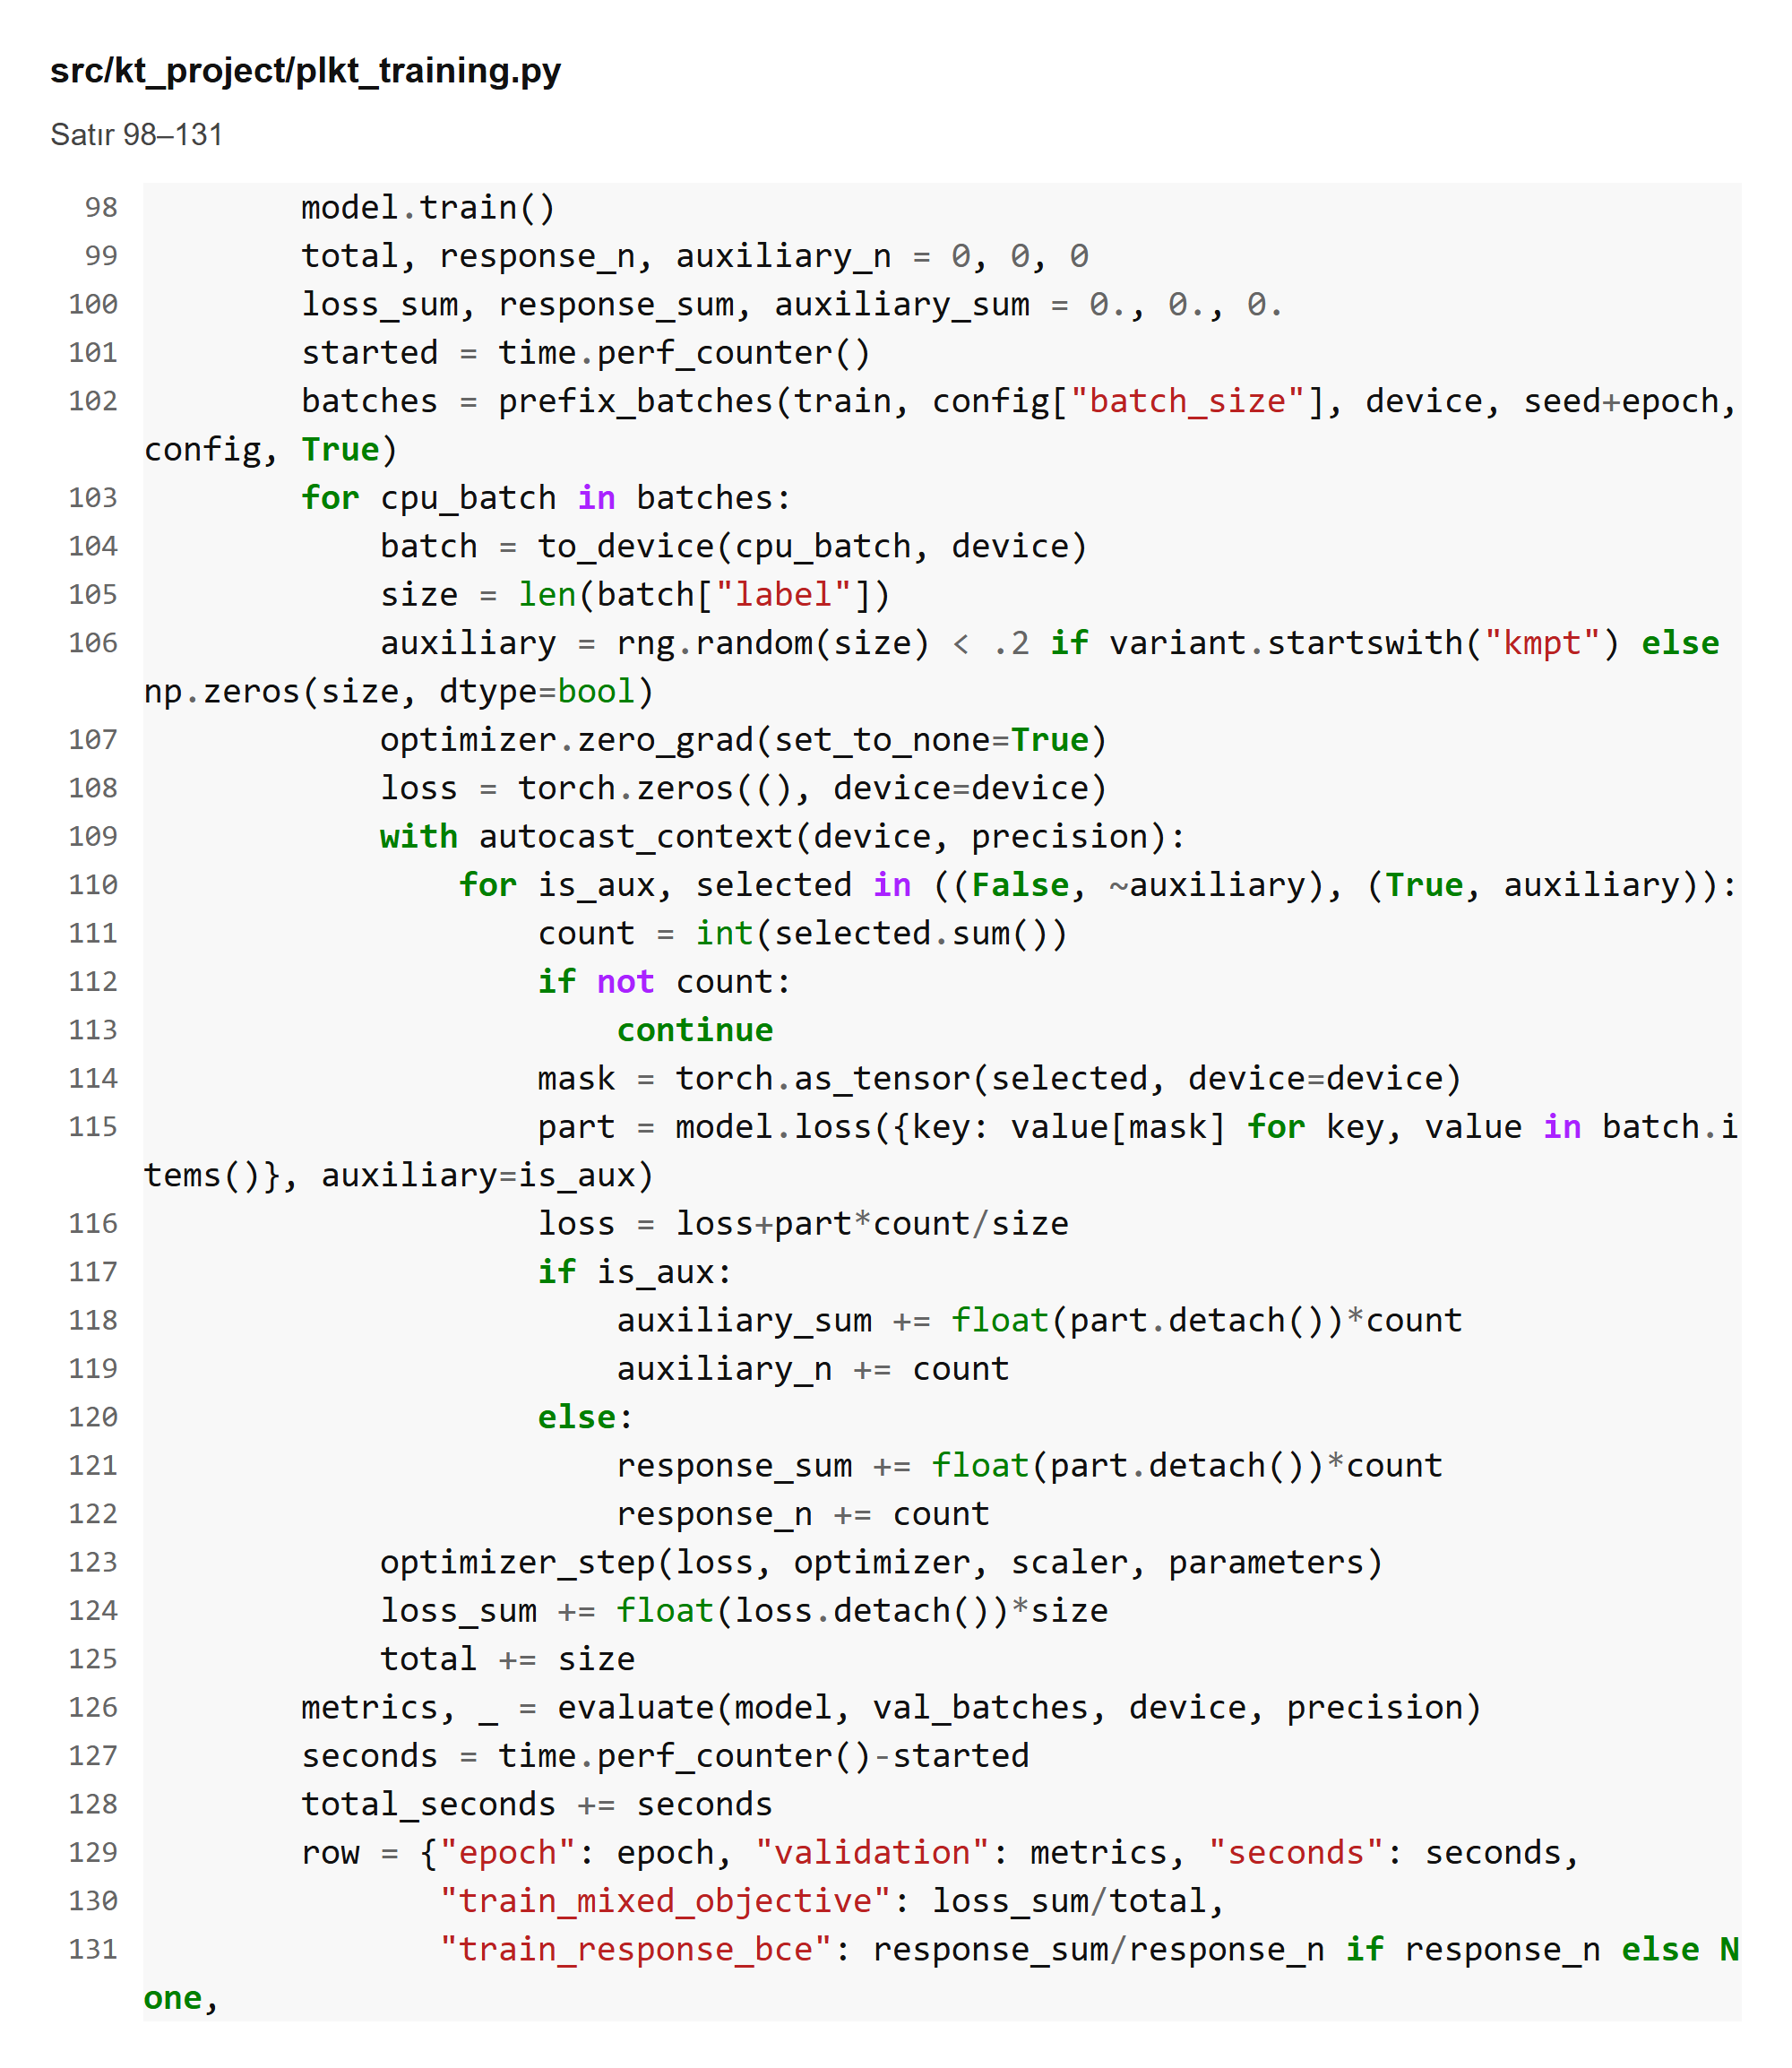 src/kt_project/plkt_training.py
Satır 98–131
98        model.train()
99        total, response_n, auxiliary_n = 0, 0, 0
100        loss_sum, response_sum, auxiliary_sum = 0., 0., 0.
101        started = time.perf_counter()
102        batches = prefix_batches(train, config["batch_size"], device, seed+epoch,
config, True)
103        for cpu_batch in batches:
104            batch = to_device(cpu_batch, device)
105            size = len(batch["label"])
106            auxiliary = rng.random(size) < .2 if variant.startswith("kmpt") else
np.zeros(size, dtype=bool)
107            optimizer.zero_grad(set_to_none=True)
108            loss = torch.zeros((), device=device)
109            with autocast_context(device, precision):
110                for is_aux, selected in ((False, ~auxiliary), (True, auxiliary)):
111                    count = int(selected.sum())
112                    if not count:
113                        continue
114                    mask = torch.as_tensor(selected, device=device)
115                    part = model.loss({key: value[mask] for key, value in batch.i
tems()}, auxiliary=is_aux)
116                    loss = loss+part*count/size
117                    if is_aux:
118                        auxiliary_sum += float(part.detach())*count
119                        auxiliary_n += count
120                    else:
121                        response_sum += float(part.detach())*count
122                        response_n += count
123            optimizer_step(loss, optimizer, scaler, parameters)
124            loss_sum += float(loss.detach())*size
125            total += size
126        metrics, _ = evaluate(model, val_batches, device, precision)
127        seconds = time.perf_counter()-started
128        total_seconds += seconds
129        row = {"epoch": epoch, "validation": metrics, "seconds": seconds,
130               "train_mixed_objective": loss_sum/total,
131               "train_response_bce": response_sum/response_n if response_n else N
one,